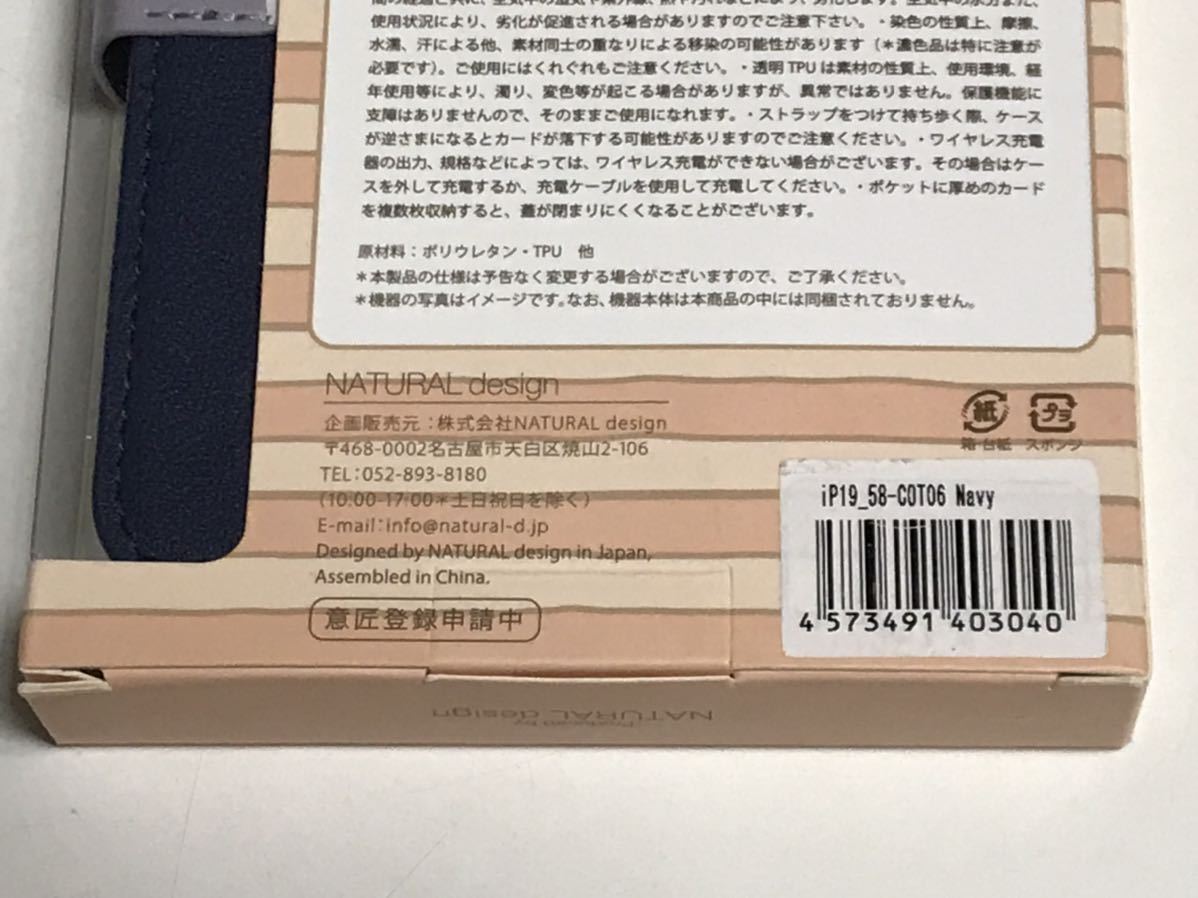 使用状況により、劣化が促進される場合がありますのでご注意下さい。・染色の性質上、摩擦、
水濡、汗による他、素材同士の重なりによる移染の可能性があります（＊濃色品は特に注意が
必要です）。ご使用にはくれぐれもご注意ください。・透明TPUは素材の性質上、使用環境、経
年使用等により、濁り、変色等が起こる場合がありますが、異常ではありません。保護機能に
支障はありませんので、そのままご使用になれます。・ストラップをつけて持ち歩く際、ケース
が逆さまになるとカードが落下する可能性がありますのでご注意ください。・ワイヤレス充電
器の出力、規格などによっては、ワイヤレス充電ができない場合がございます。その場合はケー
スを外して充電するか、充電ケーブルを使用して充電してください。・ポケットに厚めのカード
を複数枚収納すると、蓋が閉まりにくくなることがございます。
原材料：ポリウレタン・TPU　他
＊本製品の仕様は予告なく変更する場合がございますので、ご了承ください。
＊機器の写真はイメージです。なお、機器本体は本商品の中には同梱されておりません。
NATURAL design
企画販売元：株式会社NATURAL design
〒468-0002名古屋市天白区焼山2-106
TEL：052-893-8180
（10:00-17:00＊土日祝日を除く）
E-mail：info@natural-d.jp
Designed by NATURAL design in Japan,
Assembled in China.
意匠登録申請中
紙 プラ
箱・台紙 スポンジ
iP19_58-COT06 Navy
4 573491 403040
Produced by
NATURAL design